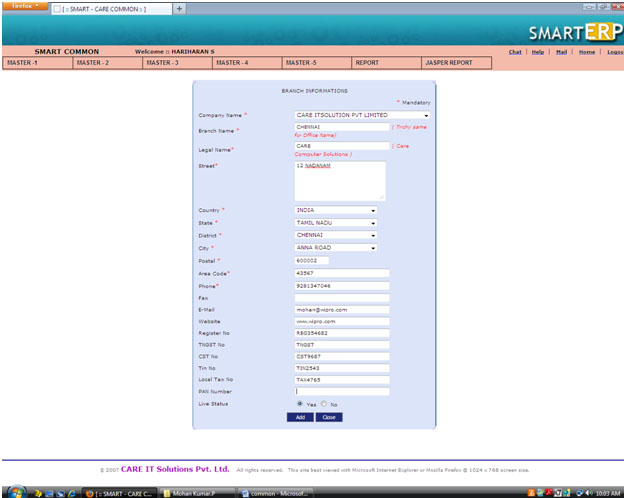 Firefox
[ :: SMART - CARE COMMON :: ]
SMARTERP
SMART COMMON Welcome :: HARIHARAN S Chat | Help | Mail | Home | Logou
MASTER -1 MASTER - 2 MASTER - 3 MASTER - 4 MASTER -5 REPORT JASPER REPORT
BRANCH INFORMATIONS
* Mandatory
Company Name * CARE ITSOLUTION PVT LIMITED
Branch Name * CHENNAI ( Trichy same
for Office Name)
Legal Name* CARE ( Care
Computer Solutions )
Street* 12 NADANAM
Country * INDIA
State * TAMIL NADU
District * CHENNAI
City * ANNA ROAD
Postal * 600002
Area Code* 43567
Phone* 9281347046
Fax
E-Mail mohan@wipro.com
Website www.wipro.com
Register No REG354682
TNGST No TNGST
CST No CST9687
Tin No TIN2543
Local Tax No TAX4765
PAN Number
Live Status Yes No
Add Close
© 2007 CARE IT Solutions Pvt. Ltd. All rights reserved. This site best viewed with Microsoft Internet Explorer or Mozilla Firefox @ 1024 x 768 screen size.
[ :: SMART - CARE C... Mohan Kumar.P common - Microsof... 10:03 AM